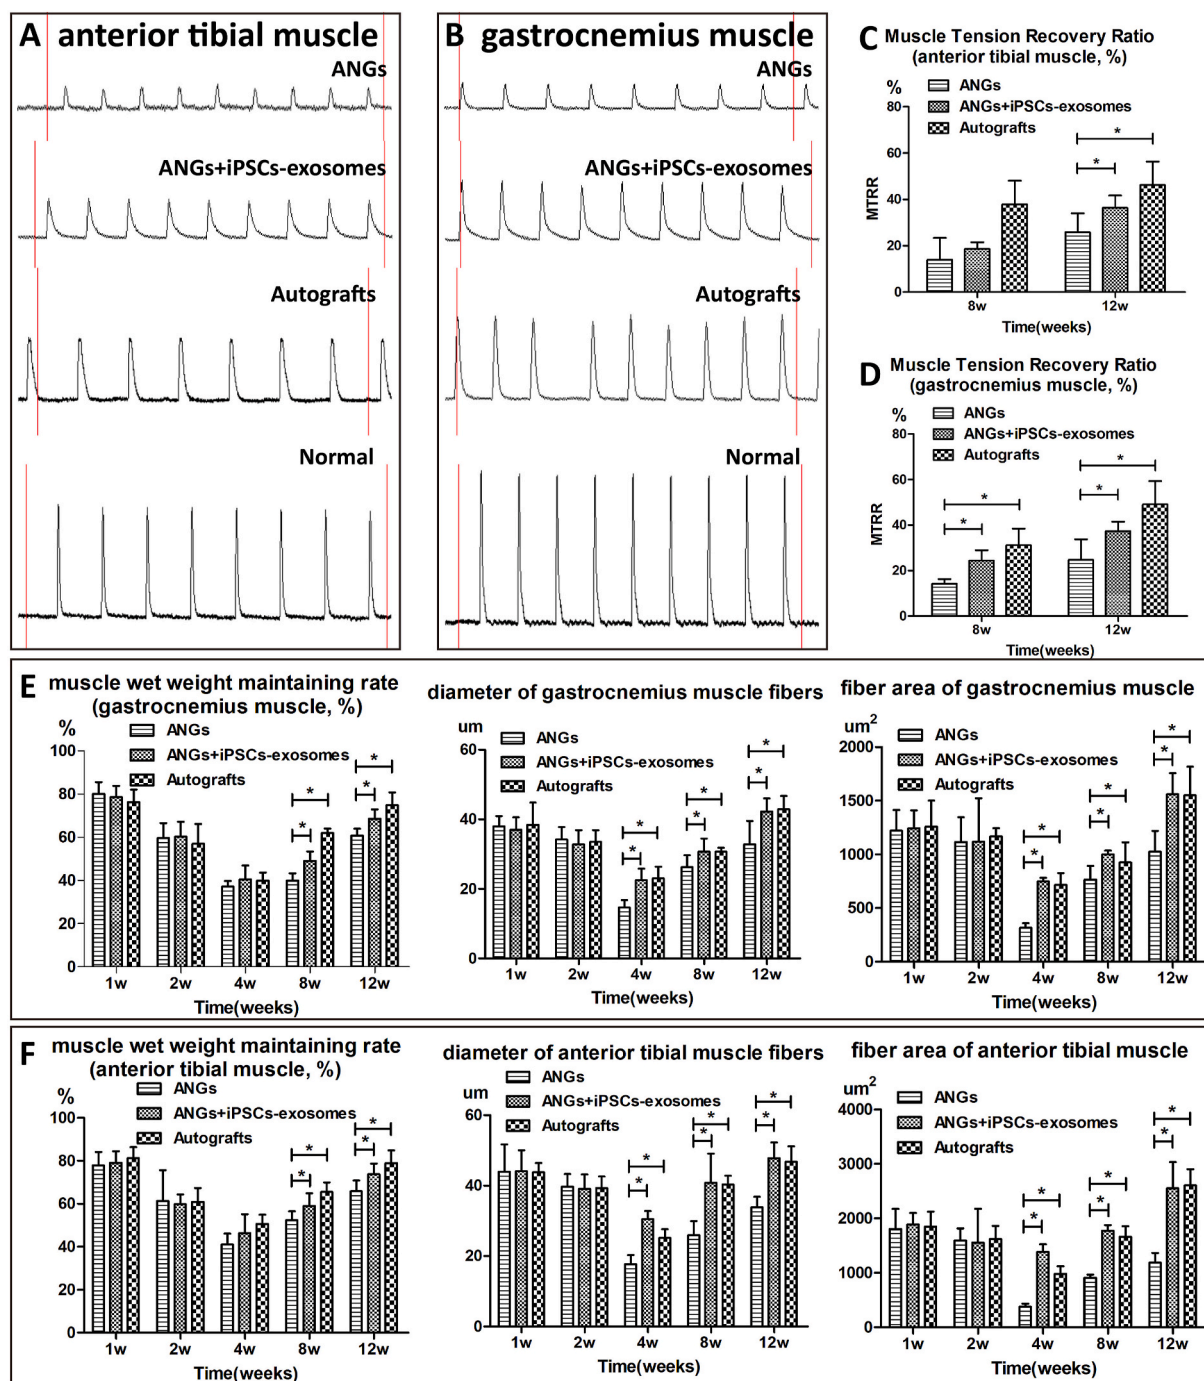 A anterior tibial muscle
ANGs
ANGs+iPSCs-exosomes
Autografts
Normal
B gastrocnemius muscle
ANGs
ANGs+iPSCs-exosomes
Autografts
Normal
C Muscle Tension Recovery Ratio
(anterior tibial muscle, %)
%
ANGs
ANGs+iPSCs-exosomes
Autografts
MTRR
80
60
40
20
0
* *
8w 12w
Time(weeks)
D Muscle Tension Recovery Ratio
(gastrocnemius muscle, %)
%
ANGs
ANGs+iPSCs-exosomes
Autografts
MTRR
80
60
40
20
0
* * * *
8w 12w
Time(weeks)
E muscle wet weight maintaining rate
(gastrocnemius muscle, %)
%
ANGs
ANGs+iPSCs-exosomes
Autografts
100
80
60
40
20
0
* * * *
1w 2w 4w 8w 12w
Time(weeks)
diameter of gastrocnemius muscle fibers
um
ANGs
ANGs+iPSCs-exosomes
Autografts
60
40
20
0
* * * * * *
1w 2w 4w 8w 12w
Time(weeks)
fiber area of gastrocnemius muscle
um²
ANGs
ANGs+iPSCs-exosomes
Autografts
2000
1500
1000
500
0
* * * * * *
1w 2w 4w 8w 12w
Time(weeks)
F muscle wet weight maintaining rate
(anterior tibial muscle, %)
%
ANGs
ANGs+iPSCs-exosomes
Autografts
100
80
60
40
20
0
* * * *
1w 2w 4w 8w 12w
Time(weeks)
diameter of anterior tibial muscle fibers
um
ANGs
ANGs+iPSCs-exosomes
Autografts
60
40
20
0
* * * * * *
1w 2w 4w 8w 12w
Time(weeks)
fiber area of anterior tibial muscle
um²
ANGs
ANGs+iPSCs-exosomes
Autografts
4000
3000
2000
1000
0
* * * * * *
1w 2w 4w 8w 12w
Time(weeks)